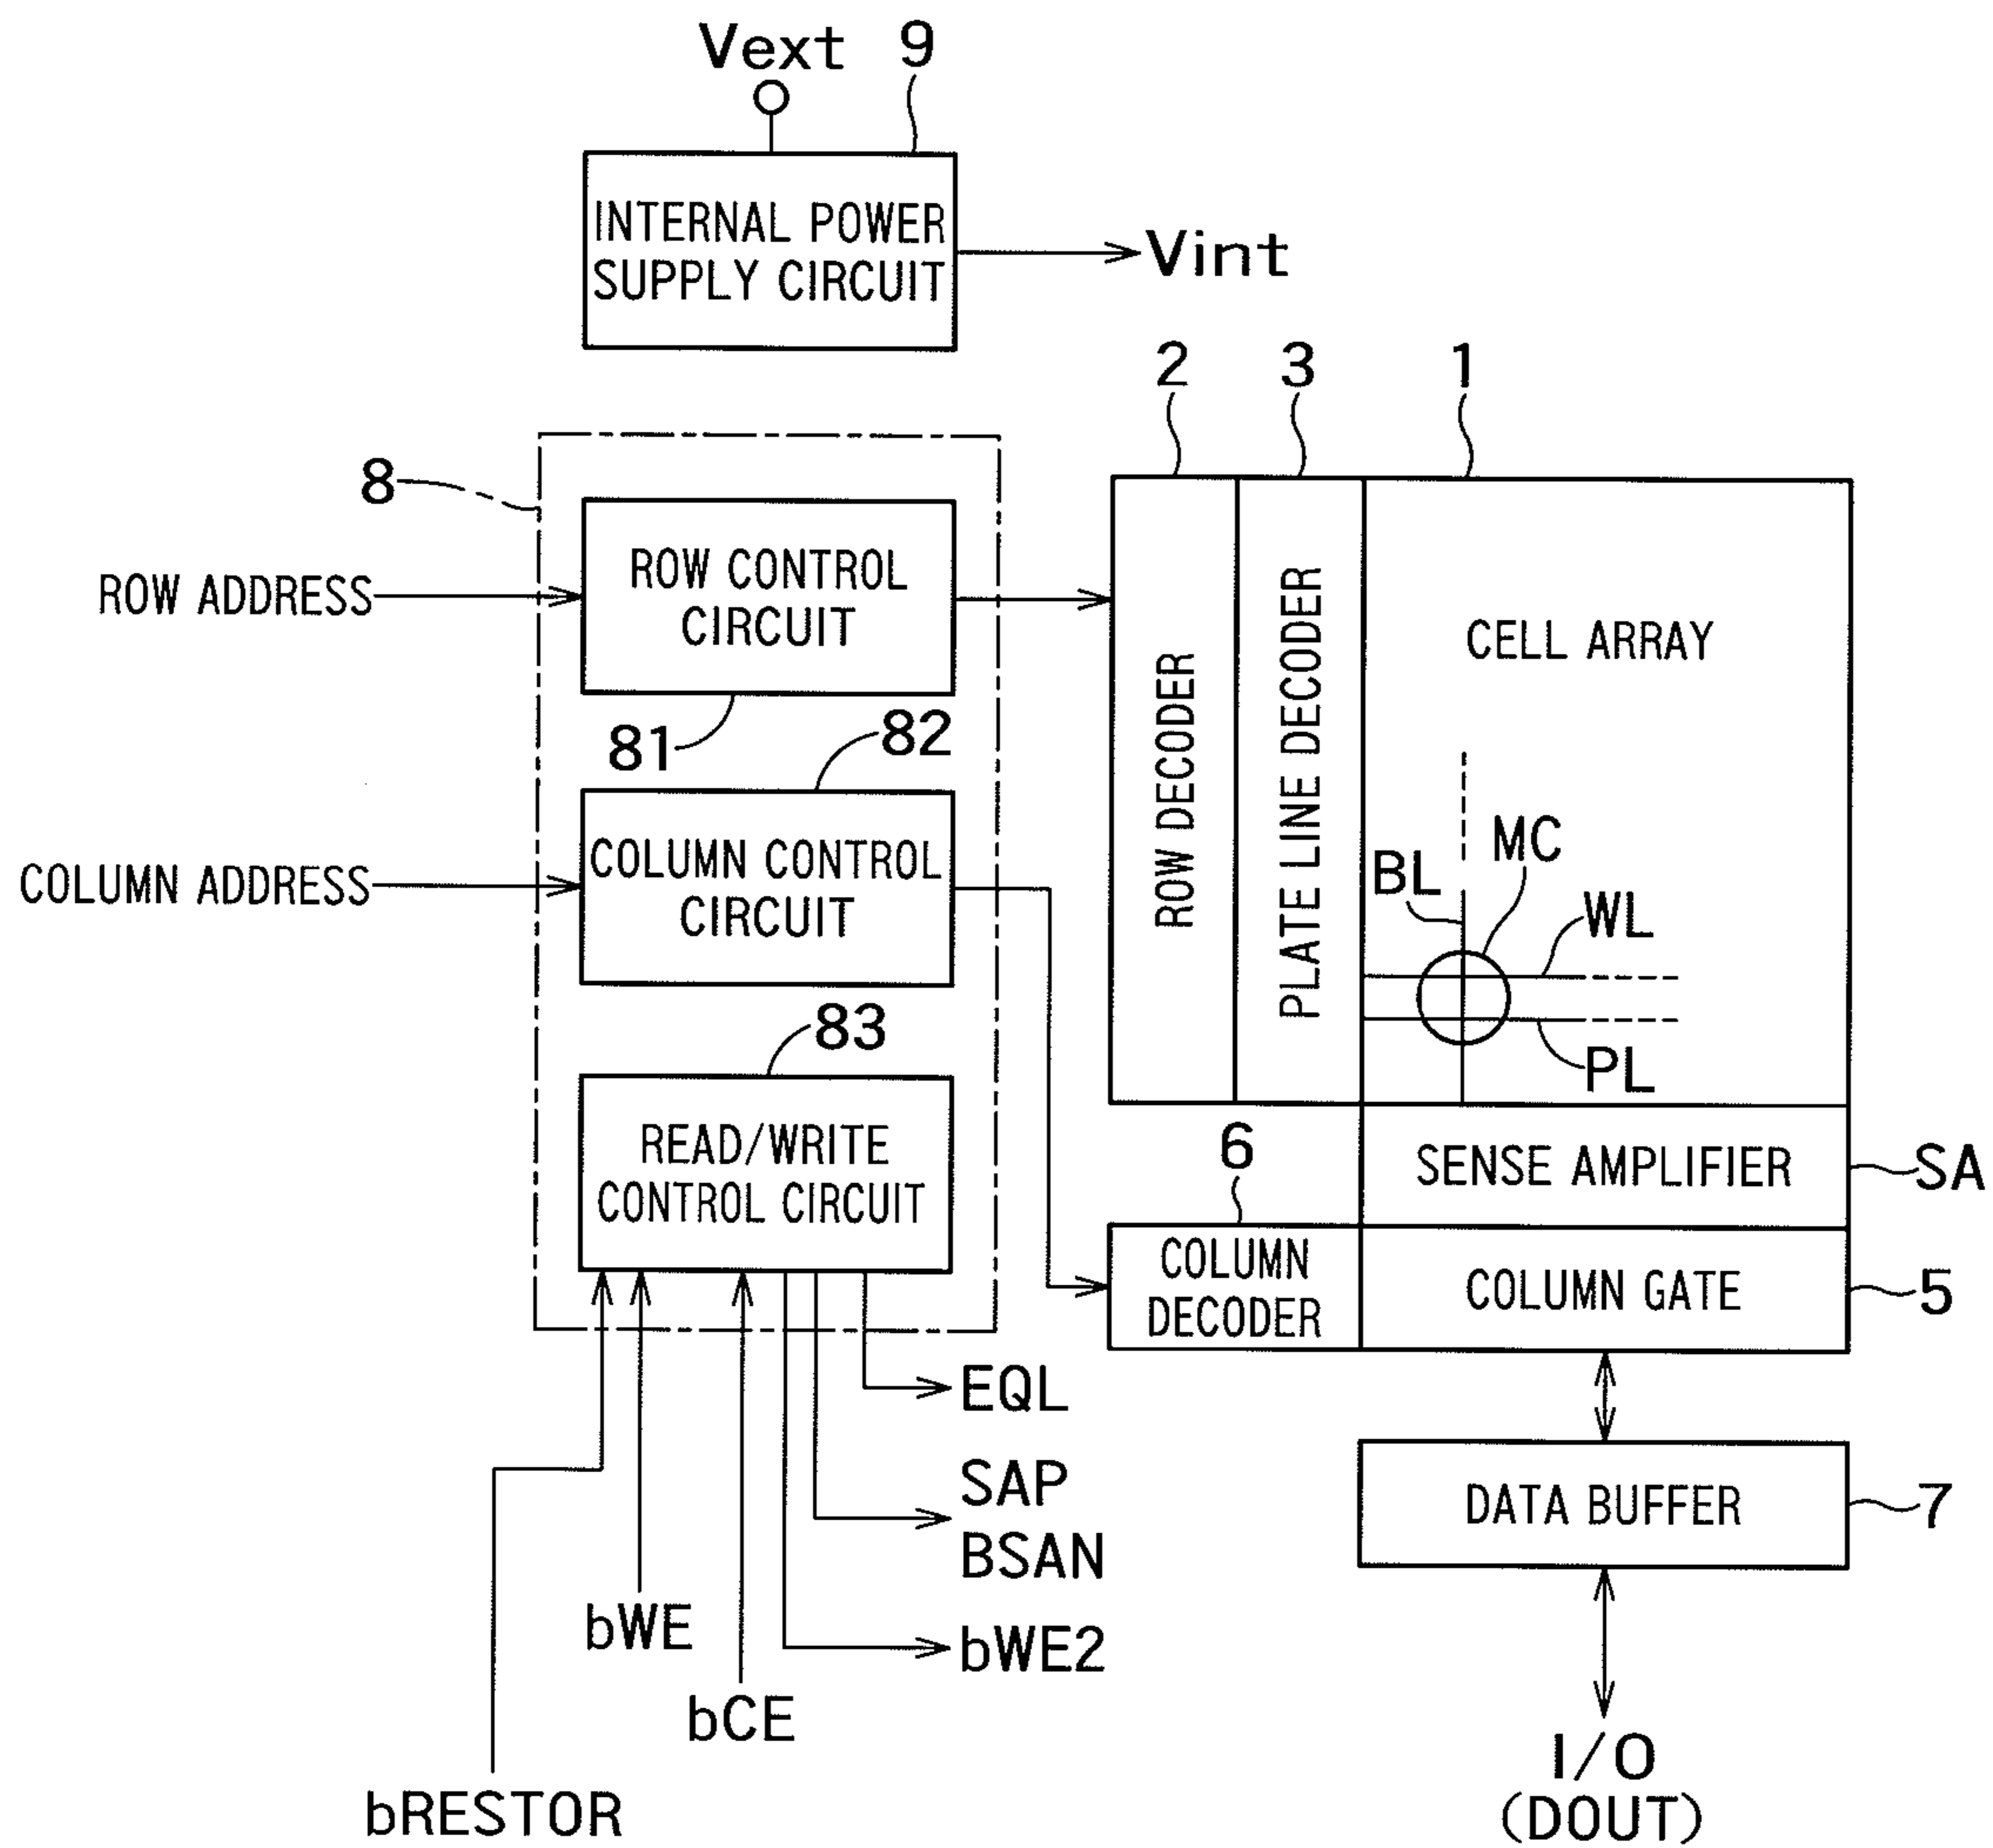 Vext
9
INTERNAL POWER
SUPPLY CIRCUIT
Vint
2
3
1
8
ROW ADDRESS
ROW CONTROL
CIRCUIT
81
ROW DECODER
PLATE LINE DECODER
CELL ARRAY
82
COLUMN ADDRESS
COLUMN CONTROL
CIRCUIT
BL
MC
WL
PL
83
READ/WRITE
CONTROL CIRCUIT
6
SENSE AMPLIFIER
SA
COLUMN
DECODER
COLUMN GATE
5
EQL
SAP
BSAN
DATA BUFFER
7
bWE
bWE2
bCE
bRESTOR
I/O
(DOUT)